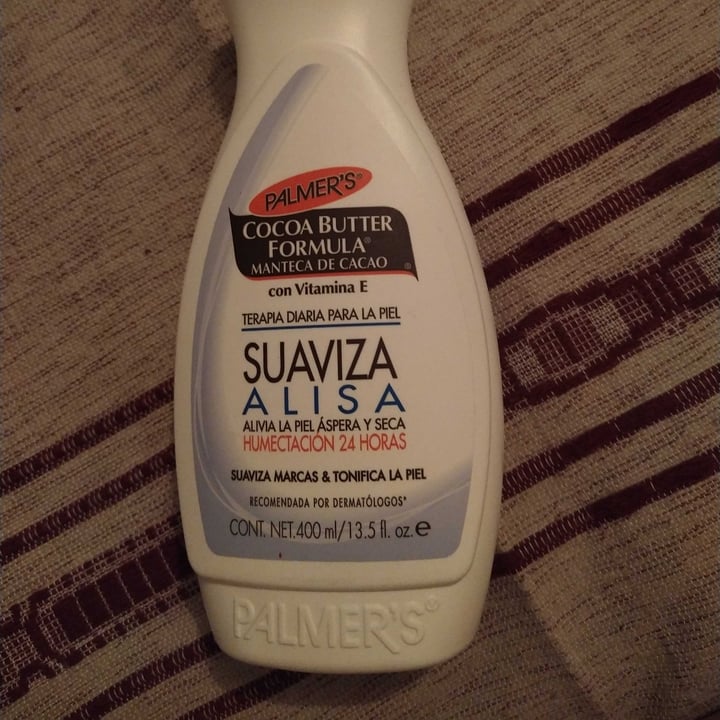 PALMER'S®
COCOA BUTTER
FORMULA®
MANTECA DE CACAO ®
con Vitamina E
TERAPIA DIARIA PARA LA PIEL
SUAVIZA
ALISA
ALIVIA LA PIEL ÁSPERA Y SECA
HUMECTACIÓN 24 HORAS
SUAVIZA MARCAS & TONIFICA LA PIEL
RECOMENDADA POR DERMATÓLOGOS*
CONT. NET.400 ml/13.5 fl. oz.e
PALMER'S®